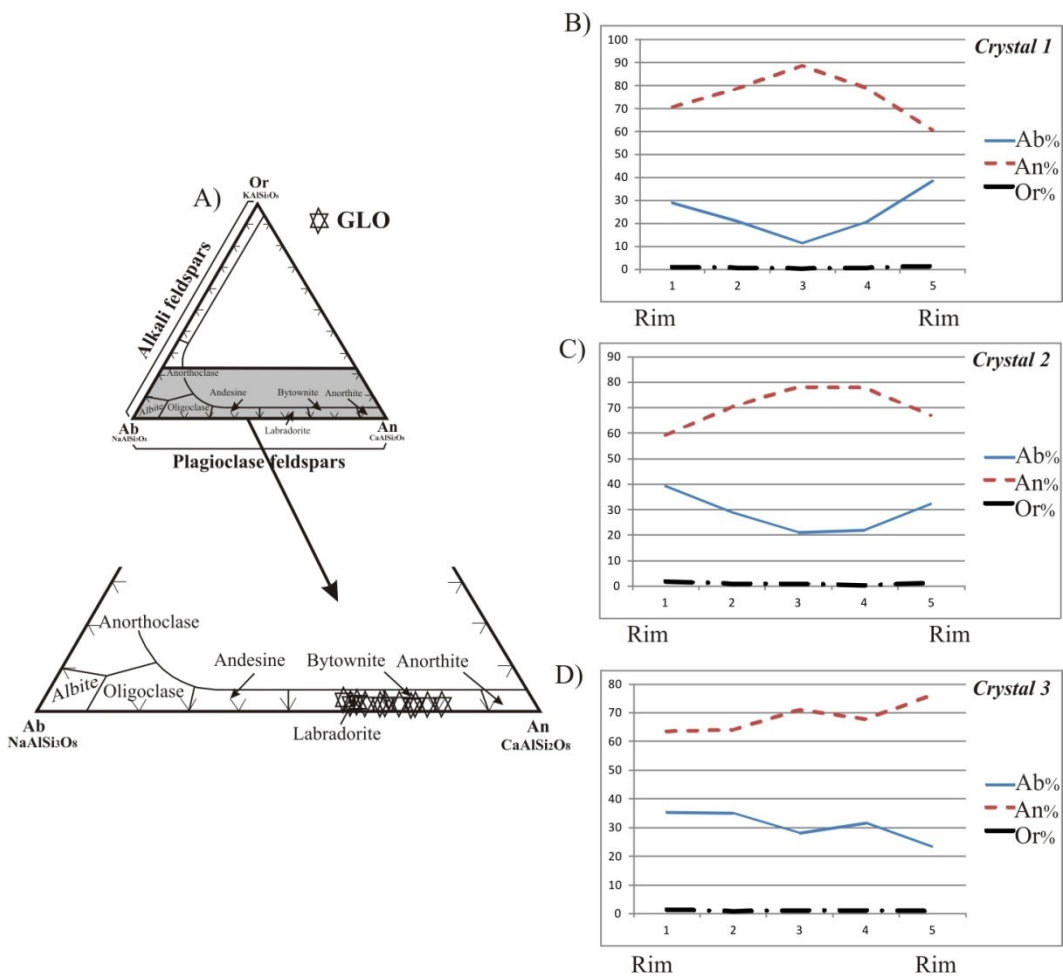 A)
Or
KAlSi₃O₈
GLO
Alkali feldspars
Anorthoclase
Albite
Oligoclase
Andesine
Bytownite
Anorthite
Labradorite
Ab
NaAlSi₃O₈
An
CaAlSi₂O₈
Plagioclase feldspars
Anorthoclase
Albite
Oligoclase
Andesine
Bytownite
Anorthite
Labradorite
Ab
NaAlSi₃O₈
An
CaAlSi₂O₈
B)
Crystal 1
100
90
80
70
60
50
40
30
20
10
0
1 2 3 4 5
Rim Rim
Ab%
An%
Or%
C)
Crystal 2
90
80
70
60
50
40
30
20
10
0
1 2 3 4 5
Rim Rim
Ab%
An%
Or%
D)
Crystal 3
80
70
60
50
40
30
20
10
0
1 2 3 4 5
Rim Rim
Ab%
An%
Or%